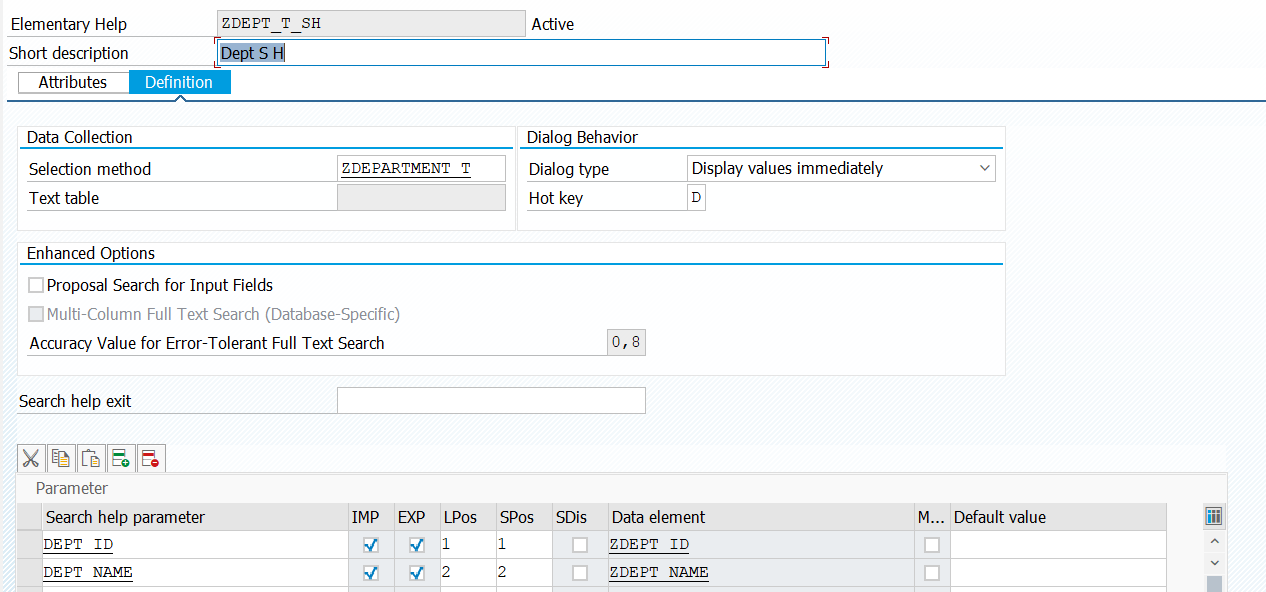 Elementary Help ZDEPT_T_SH Active
Short description Dept S H
Attributes Definition
Data Collection Dialog Behavior
Selection method ZDEPARTMENT_T Dialog type Display values immediately
Text table Hot key D
Enhanced Options
Proposal Search for Input Fields
Multi-Column Full Text Search (Database-Specific)
Accuracy Value for Error-Tolerant Full Text Search 0,8
Search help exit
Parameter
Search help parameter IMP EXP LPos SPos SDis Data element M... Default value
DEPT_ID 1 1 ZDEPT_ID
DEPT_NAME 2 2 ZDEPT_NAME